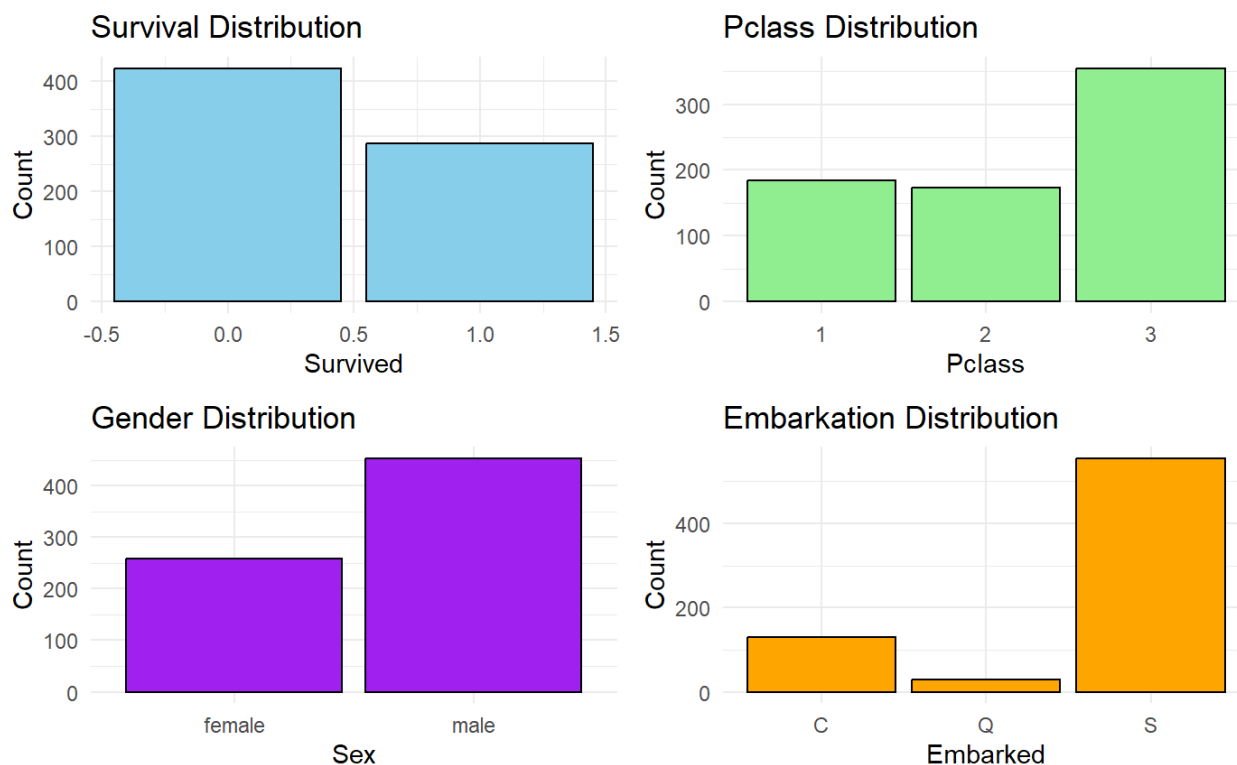 Survival Distribution
Count
400
300
200
100
0
-0.5 0.0 0.5 1.0 1.5
Survived
Pclass Distribution
Count
300
200
100
0
1 2 3
Pclass
Gender Distribution
Count
400
300
200
100
0
female male
Sex
Embarkation Distribution
Count
400
200
0
C Q S
Embarked